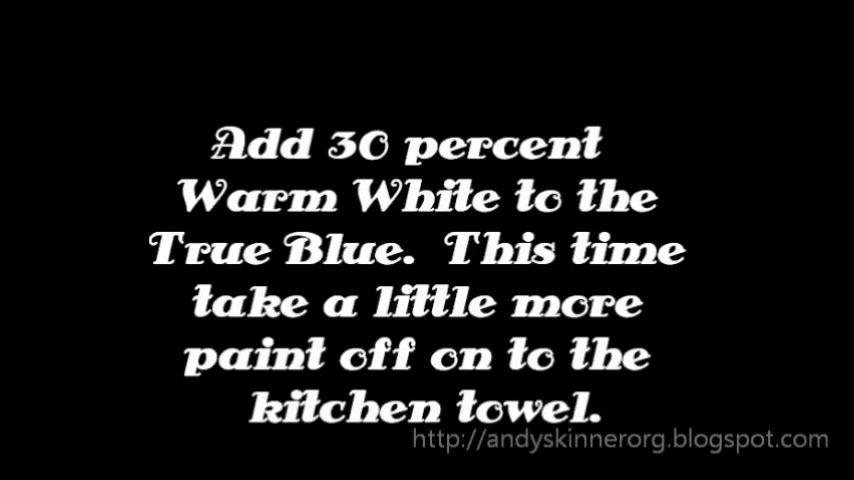 Add 30 percent
Warm White to the
True Blue.  This time
take a little more
paint off on to the
kitchen towel.
http://andyskinnerorg.blogspot.com